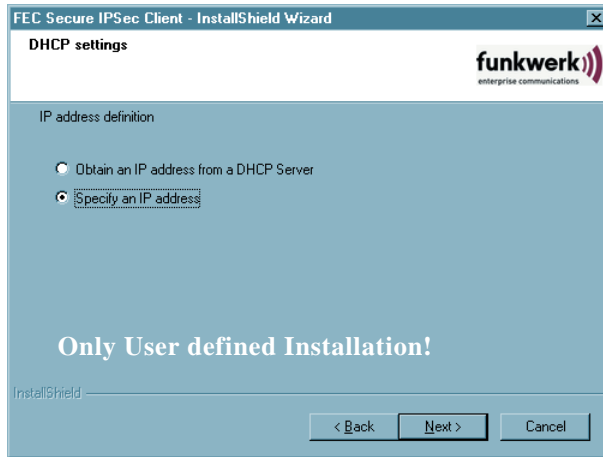 FEC Secure IPSec Client - InstallShield Wizard
DHCP settings
funkwerk
enterprise communications
IP address definition
Obtain an IP address from a DHCP Server
Specify an IP address
Only User defined Installation!
InstallShield
< Back
Next >
Cancel